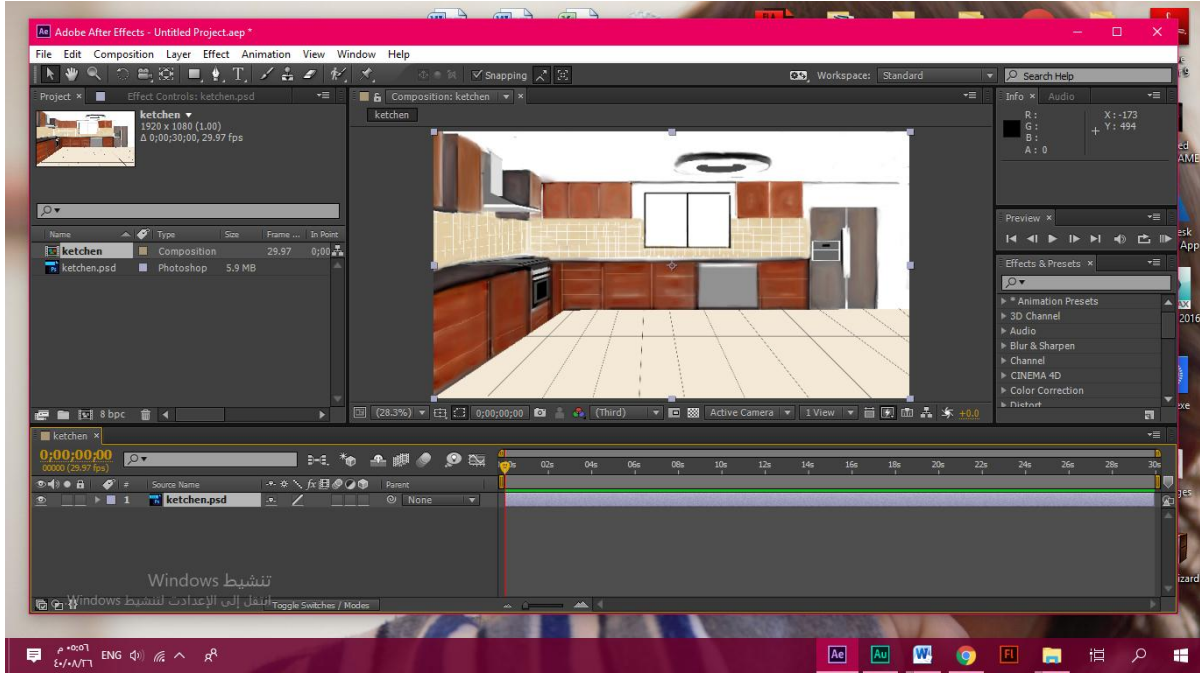 Adobe After Effects - Untitled Project.aep *
File Edit Composition Layer Effect Animation View Window Help
Snapping
Workspace: Standard
Search Help
Project ×
Effect Controls: ketchen.psd
ketchen
1920 x 1080 (1.00)
Δ 0;00;30;00, 29.97 fps
Composition: ketchen
ketchen
Info × Audio
R: X: -173
G: Y: 494
B:
A: 0
Name Type Size Frame ... In Point
ketchen Composition 29.97 0;00
ketchen.psd Photoshop 5.9 MB
Preview ×
Effects & Presets ×
* Animation Presets
3D Channel
Audio
Blur & Sharpen
Channel
CINEMA 4D
Color Correction
Distort
8 bpc
(28.3%) 0;00;00;00 (Third) Active Camera 1 View +0.0
ketchen ×
0;00;00;00
00000 (29.97 fps)
02s 04s 06s 08s 10s 12s 14s 16s 18s 20s 22s 24s 26s 28s 30s
# Source Name Parent
1 ketchen.psd None
تنشيط Windows
انتقل إلى الإعدادات لتنشيط Windows
Toggle Switches / Modes
2016
ENG
٠٥:٥٦ م
٤٠/٠٨/٢٦
Ae Au W Fl